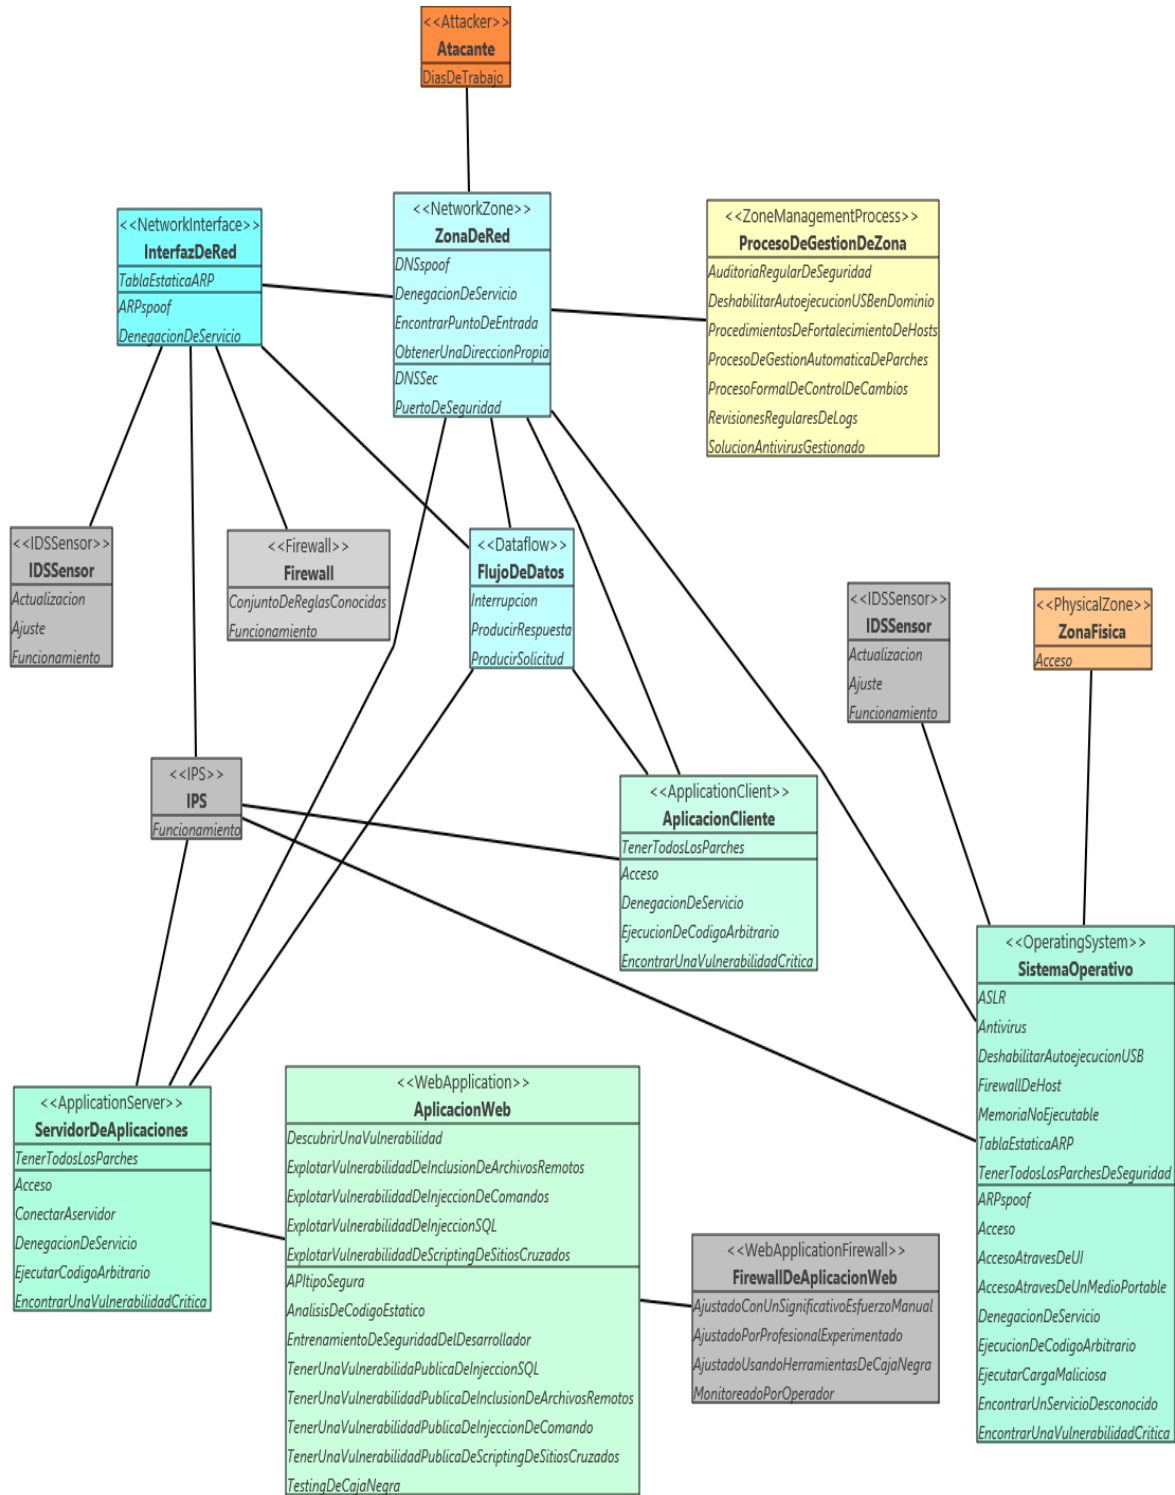 <<Attacker>>
Atacante
DiasDeTrabajo
<<NetworkInterface>>
InterfazDeRed
TablaEstaticaARP
ARPspoof
DenegacionDeServicio
<<NetworkZone>>
ZonaDeRed
DNSspoof
DenegacionDeServicio
EncontrarPuntoDeEntrada
ObtenerUnaDireccionPropia
DNSSec
PuertoDeSeguridad
<<ZoneManagementProcess>>
ProcesoDeGestionDeZona
AuditoriaRegularDeSeguridad
DeshabilitarAutoejecucionUSBenDominio
ProcedimientosDeFortalecimientoDeHosts
ProcesoDeGestionAutomaticaDeParches
ProcesoFormalDeControlDeCambios
RevisionesRegularesDeLogs
SolucionAntivirusGestionado
<<IDSSensor>>
IDSSensor
Actualizacion
Ajuste
Funcionamiento
<<Firewall>>
Firewall
ConjuntoDeReglasConocidas
Funcionamiento
<<Dataflow>>
FlujoDeDatos
Interrupcion
ProducirRespuesta
ProducirSolicitud
<<IDSSensor>>
IDSSensor
Actualizacion
Ajuste
Funcionamiento
<<PhysicalZone>>
ZonaFisica
Acceso
<<IPS>>
IPS
Funcionamiento
<<ApplicationClient>>
AplicacionCliente
TenerTodosLosParches
Acceso
DenegacionDeServicio
EjecucionDeCodigoArbitrario
EncontrarUnaVulnerabilidadCritica
<<OperatingSystem>>
SistemaOperativo
ASLR
Antivirus
DeshabilitarAutoejecucionUSB
FirewallDeHost
MemoriaNoEjecutable
TablaEstaticaARP
TenerTodosLosParchesDeSeguridad
ARPspoof
Acceso
AccesoAtravesDeUI
AccesoAtravesDeUnMedioPortable
DenegacionDeServicio
EjecucionDeCodigoArbitrario
EjecutarCargaMaliciosa
EncontrarUnServicioDesconocido
EncontrarUnaVulnerabilidadCritica
<<ApplicationServer>>
ServidorDeAplicaciones
TenerTodosLosParches
Acceso
ConectarAservidor
DenegacionDeServicio
EjecutarCodigoArbitrario
EncontrarUnaVulnerabilidadCritica
<<WebApplication>>
AplicacionWeb
DescubrirUnaVulnerabilidad
ExplotarVulnerabilidadDeInclusionDeArchivosRemotos
ExplotarVulnerabilidadDeInjeccionDeComandos
ExplotarVulnerabilidadDeInjeccionSQL
ExplotarVulnerabilidadDeScriptingDeSitiosCruzados
APItipoSegura
AnalisisDeCodigoEstatico
EntrenamientoDeSeguridadDelDesarrollador
TenerUnaVulnerabilidaPublicaDeInjeccionSQL
TenerUnaVulnerabilidadPublicaDeInclusionDeArchivosRemotos
TenerUnaVulnerabilidadPublicaDeInjeccionDeComando
TenerUnaVulnerabilidadPublicaDeScriptingDeSitiosCruzados
TestingDeCajaNegra
<<WebApplicationFirewall>>
FirewallDeAplicacionWeb
AjustadoConUnSignificativoEsfuerzoManual
AjustadoPorProfesionalExperimentado
AjustadoUsandoHerramientasDeCajaNegra
MonitoreadoPorOperador